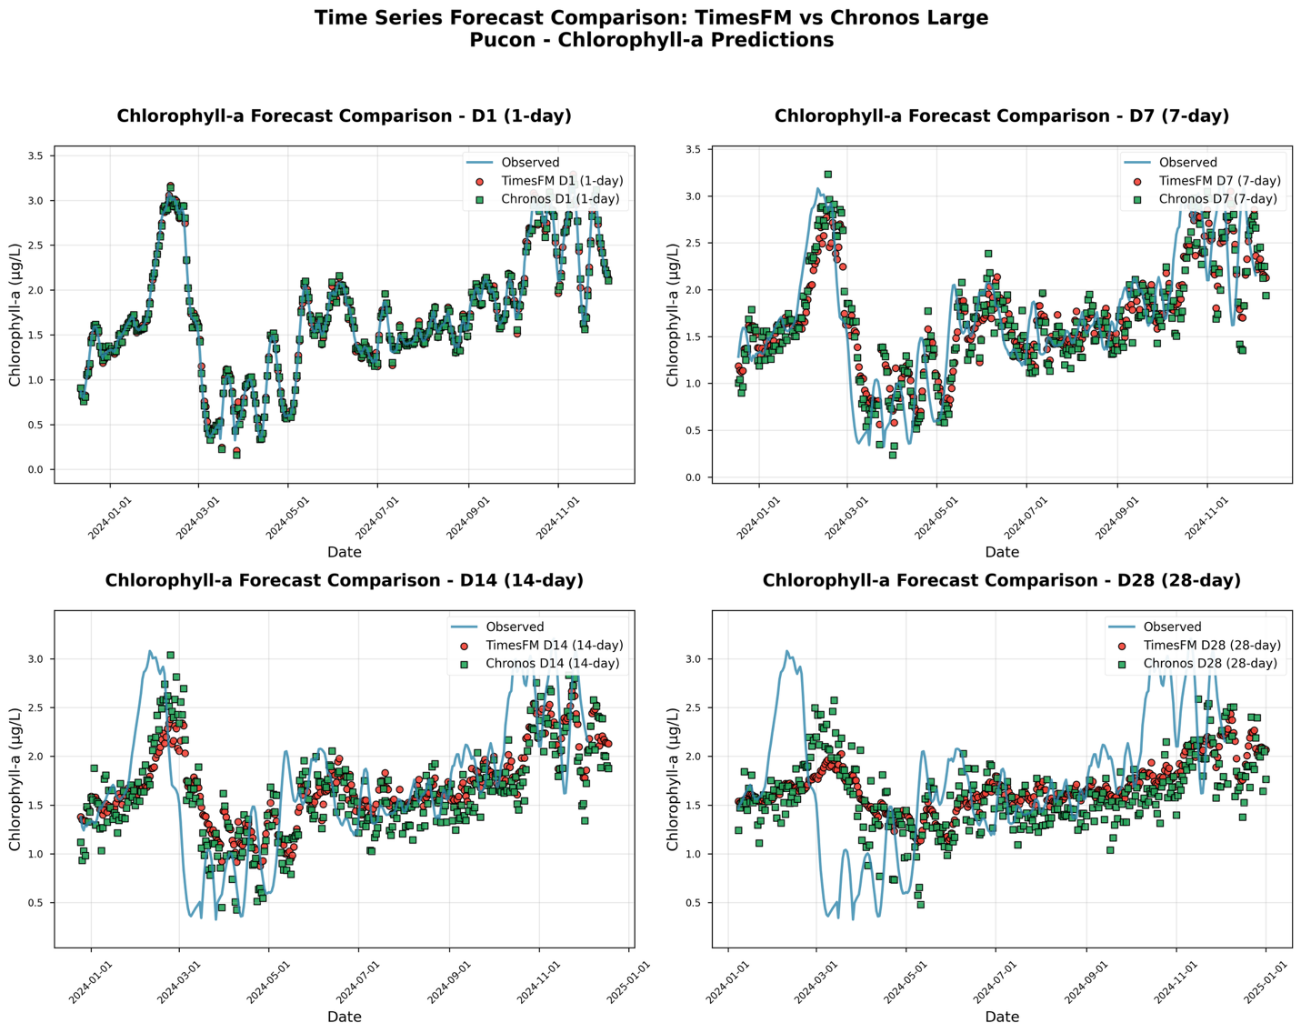 Time Series Forecast Comparison: TimesFM vs Chronos Large
Pucon - Chlorophyll-a Predictions
Chlorophyll-a Forecast Comparison - D1 (1-day)
3.5
3.0
2.5
2.0
1.5
1.0
0.5
0.0
Chlorophyll-a (μg/L)
Observed
TimesFM D1 (1-day)
Chronos D1 (1-day)
2024-01-01
2024-03-01
2024-05-01
2024-07-01
2024-09-01
2024-11-01
Date
Chlorophyll-a Forecast Comparison - D7 (7-day)
3.5
3.0
2.5
2.0
1.5
1.0
0.5
0.0
Chlorophyll-a (μg/L)
Observed
TimesFM D7 (7-day)
Chronos D7 (7-day)
2024-01-01
2024-03-01
2024-05-01
2024-07-01
2024-09-01
2024-11-01
Date
Chlorophyll-a Forecast Comparison - D14 (14-day)
3.0
2.5
2.0
1.5
1.0
0.5
Chlorophyll-a (μg/L)
Observed
TimesFM D14 (14-day)
Chronos D14 (14-day)
2024-01-01
2024-03-01
2024-05-01
2024-07-01
2024-09-01
2024-11-01
2025-01-01
Date
Chlorophyll-a Forecast Comparison - D28 (28-day)
3.0
2.5
2.0
1.5
1.0
0.5
Chlorophyll-a (μg/L)
Observed
TimesFM D28 (28-day)
Chronos D28 (28-day)
2024-01-01
2024-03-01
2024-05-01
2024-07-01
2024-09-01
2024-11-01
2025-01-01
Date